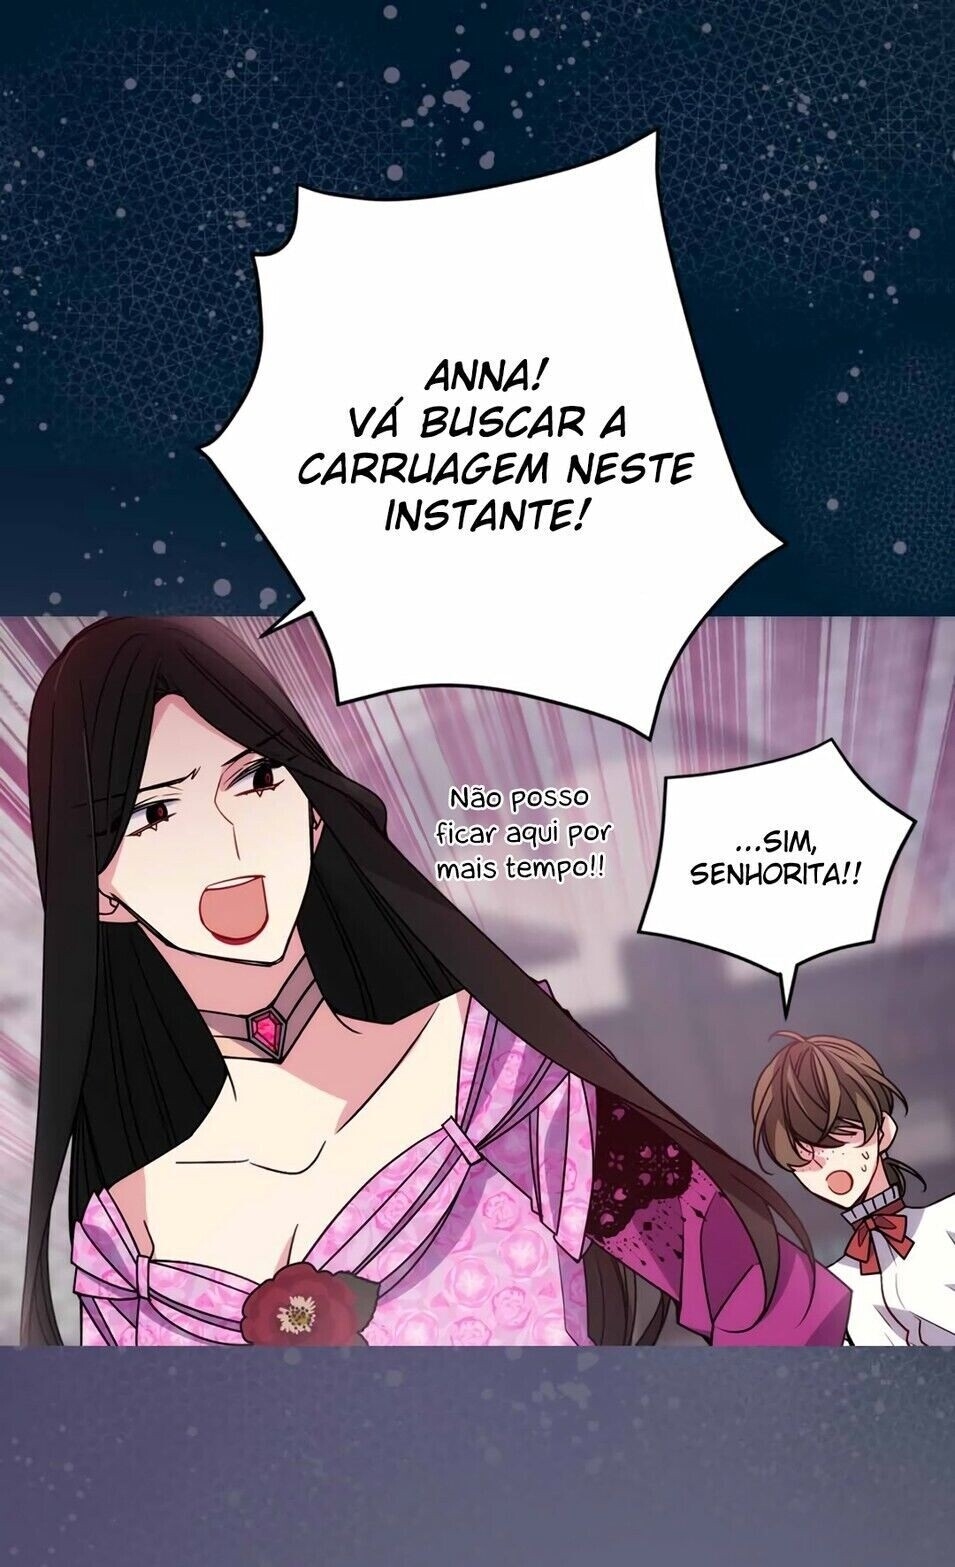 ANNA!
VÁ BUSCAR A
CARRUAGEM NESTE
INSTANTE!
Não posso
ficar aqui por
mais tempo!!
...SIM,
SENHORITA!!